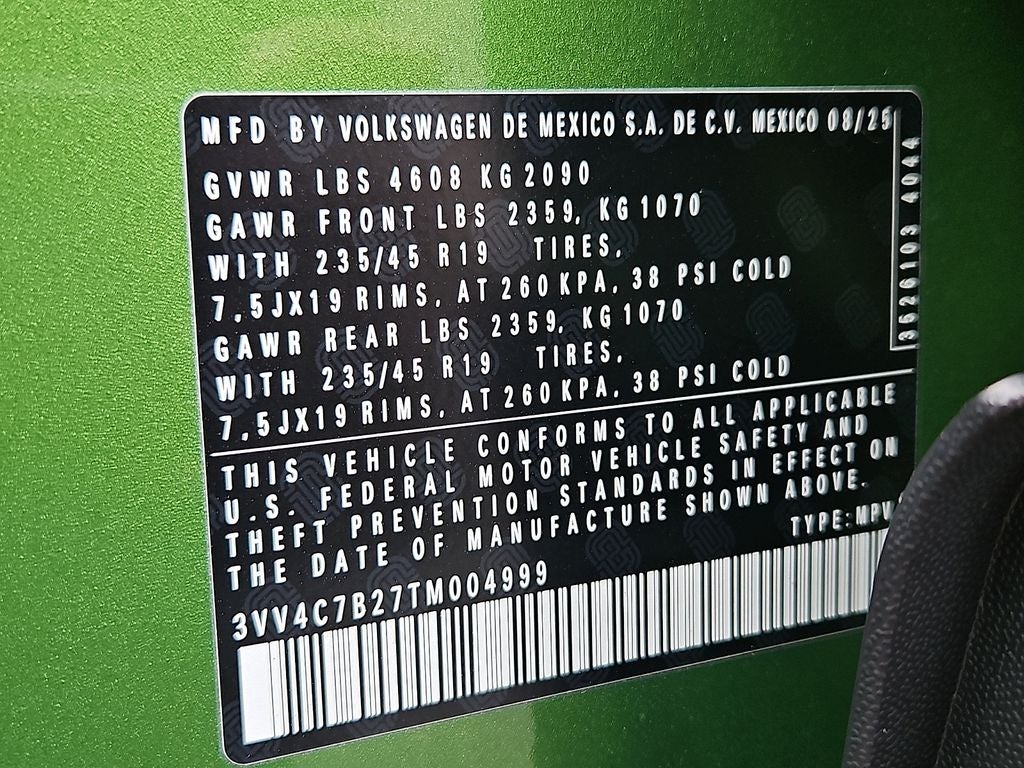 MFD BY VOLKSWAGEN DE MEXICO S.A. DE C.V. MEXICO 08/25
GVWR LBS 4608 KG 2090
GAWR FRONT LBS 2359, KG 1070
WITH 235/45 R19 TIRES,
7,5JX19 RIMS, AT 260 KPA, 38 PSI COLD
GAWR REAR LBS 2359, KG 1070
WITH 235/45 R19 TIRES,
7,5JX19 RIMS, AT 260 KPA, 38 PSI COLD
3526103 4044
THIS VEHICLE CONFORMS TO ALL APPLICABLE
U.S. FEDERAL MOTOR VEHICLE SAFETY AND
THEFT PREVENTION STANDARDS IN EFFECT ON
THE DATE OF MANUFACTURE SHOWN ABOVE.
TYPE:MPV
3VV4C7B27TM004999